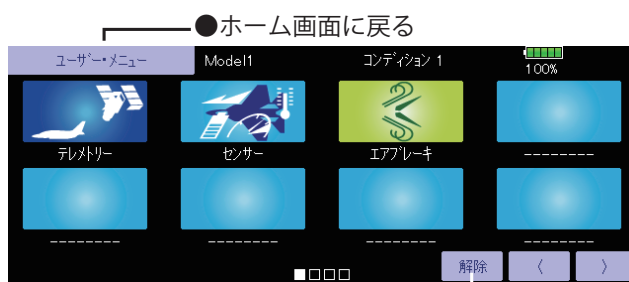 ●ホーム画面に戻る
ユーザー・メニュー Model1 コンディション 1 100%
テレメトリー センサー エアブレーキ --------
-------- -------- -------- --------
解除 〈 〉